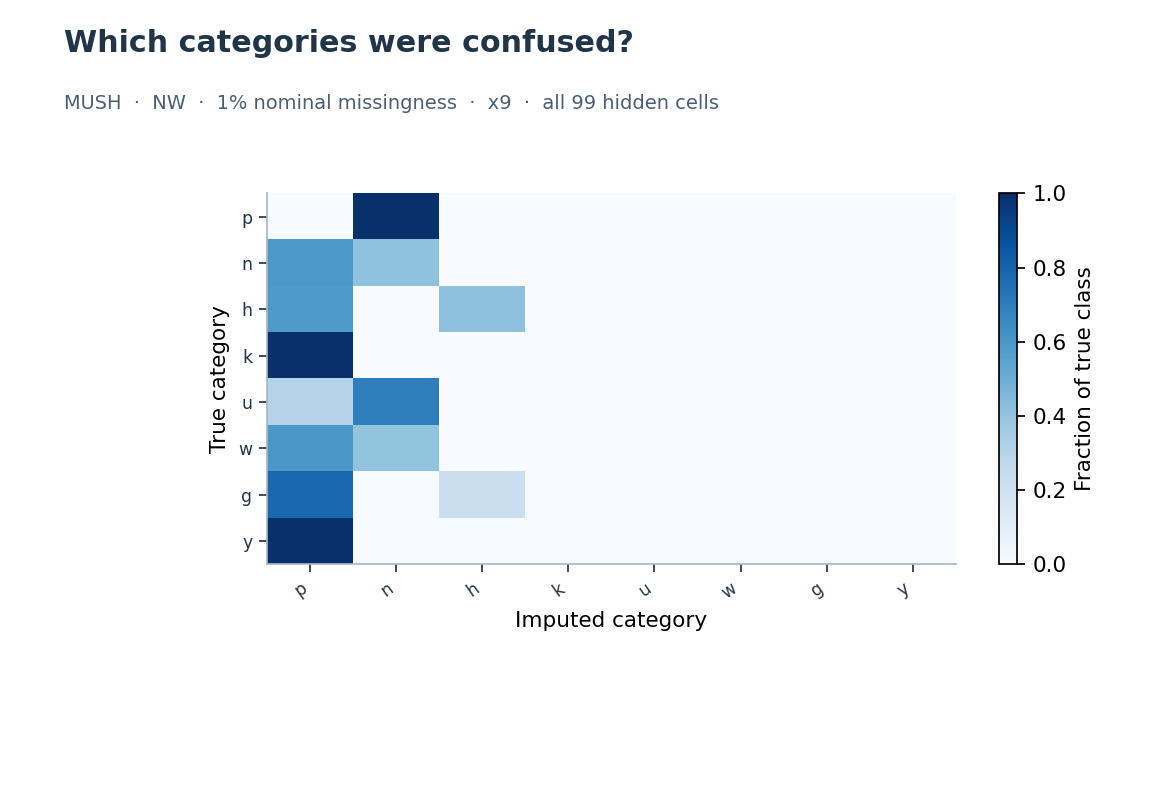 Which categories were confused?
MUSH · NW · 1% nominal missingness · x9 · all 99 hidden cells
True category
p
n
h
k
u
w
g
y
p n h k u w g y
Imputed category
1.0
0.8
0.6
0.4
0.2
0.0
Fraction of true class